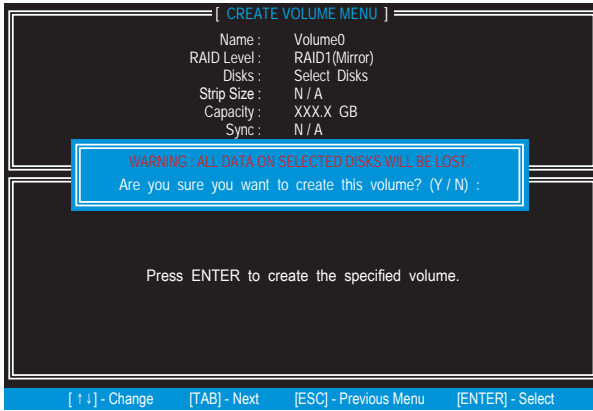 [ CREATE VOLUME MENU ]
Name : Volume0
RAID Level : RAID1(Mirror)
Disks : Select Disks
Strip Size : N / A
Capacity : XXX.X GB
Sync : N / A
WARNING : ALL DATA ON SELECTED DISKS WILL BE LOST.
Are you sure you want to create this volume? (Y / N) :
Press ENTER to create the specified volume.
[ ↑↓] - Change [TAB] - Next [ESC] - Previous Menu [ENTER] - Select